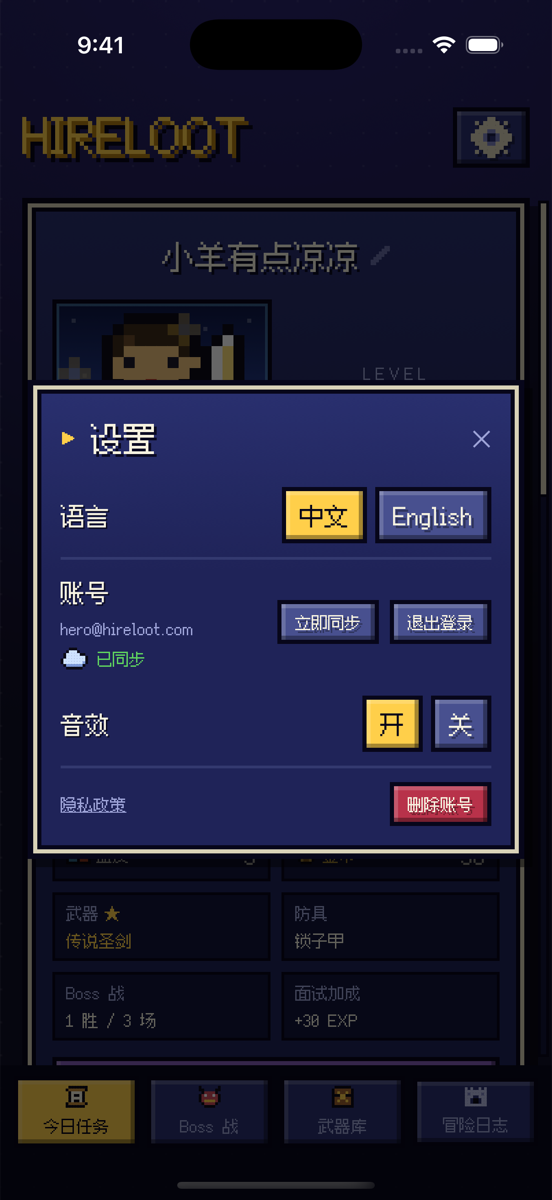 9:41
HIRELOOT
小羊有点凉凉
LEVEL
设置
语言
中文
English
账号
hero@hireloot.com
已同步
立即同步
退出登录
音效
开
关
隐私政策
删除账号
武器
防具
传说圣剑
锁子甲
Boss 战
面试加成
1 胜 / 3 场
+30 EXP
今日任务
Boss 战
武器库
冒险日志